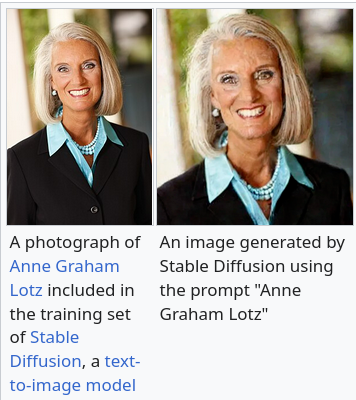 A photograph of
Anne Graham
Lotz included in
the training set
of Stable
Diffusion, a text-
to-image model
An image generated by
Stable Diffusion using
the prompt "Anne
Graham Lotz"